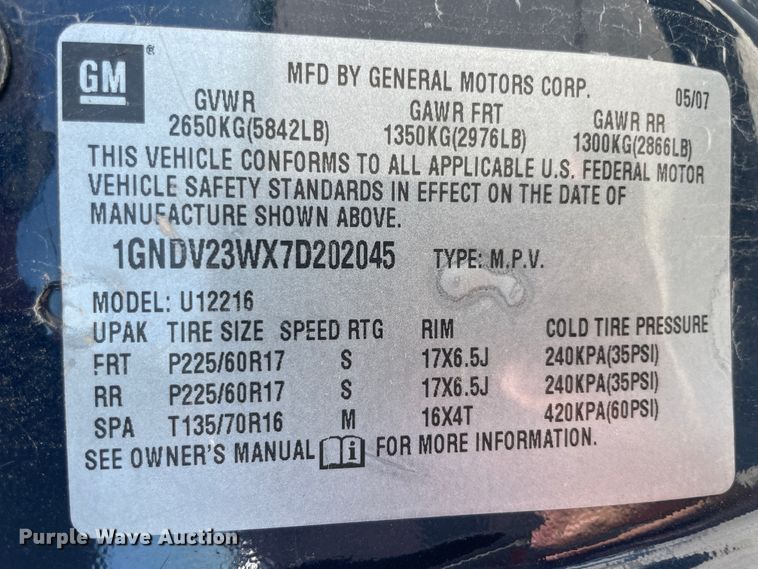 GM ®
MFD BY GENERAL MOTORS CORP. 05/07
GVWR GAWR FRT GAWR RR
2650KG(5842LB) 1350KG(2976LB) 1300KG(2866LB)
THIS VEHICLE CONFORMS TO ALL APPLICABLE U.S. FEDERAL MOTOR
VEHICLE SAFETY STANDARDS IN EFFECT ON THE DATE OF
MANUFACTURE SHOWN ABOVE.
1GNDV23WX7D202045 TYPE: M.P.V.
MODEL: U12216
UPAK TIRE SIZE SPEED RTG RIM COLD TIRE PRESSURE
FRT P225/60R17 S 17X6.5J 240KPA(35PSI)
RR P225/60R17 S 17X6.5J 240KPA(35PSI)
SPA T135/70R16 M 16X4T 420KPA(60PSI)
SEE OWNER'S MANUAL i FOR MORE INFORMATION.
Purple Wave Auction